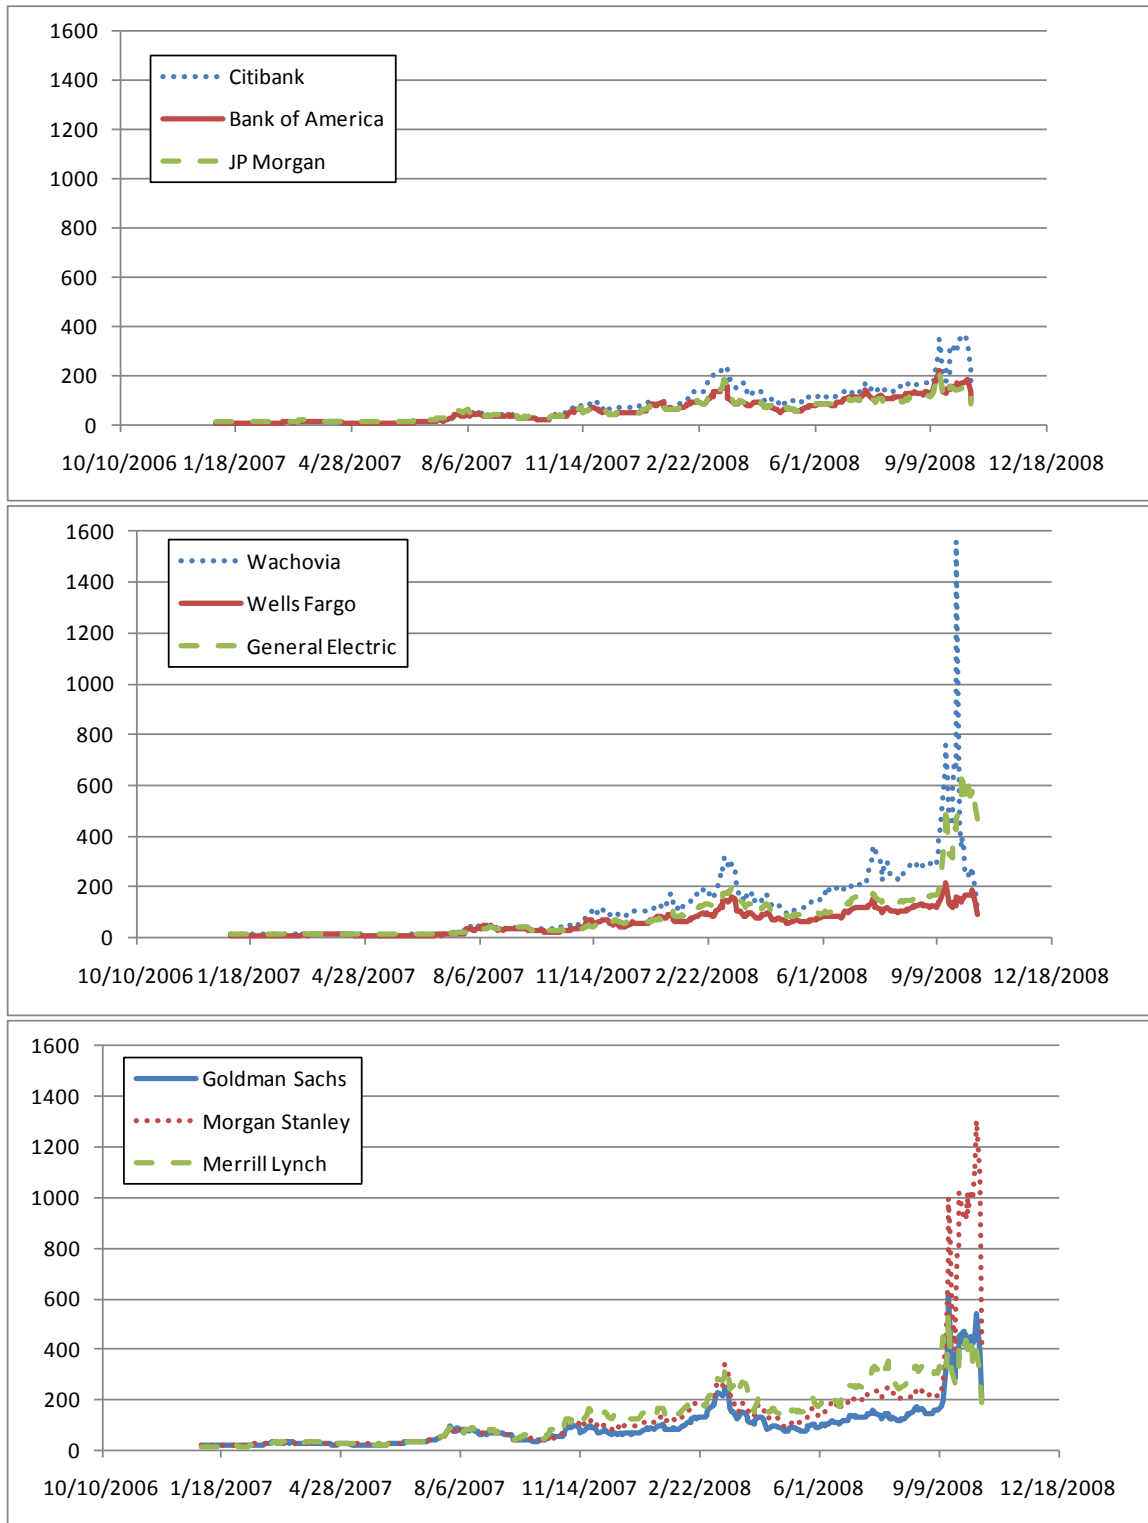 1600
1400
1200
1000
800
600
400
200
0
Citibank
Bank of America
JP Morgan
10/10/2006 1/18/2007 4/28/2007 8/6/2007 11/14/2007 2/22/2008 6/1/2008 9/9/2008 12/18/2008
1600
1400
1200
1000
800
600
400
200
0
Wachovia
Wells Fargo
General Electric
10/10/2006 1/18/2007 4/28/2007 8/6/2007 11/14/2007 2/22/2008 6/1/2008 9/9/2008 12/18/2008
1600
1400
1200
1000
800
600
400
200
0
Goldman Sachs
Morgan Stanley
Merrill Lynch
10/10/2006 1/18/2007 4/28/2007 8/6/2007 11/14/2007 2/22/2008 6/1/2008 9/9/2008 12/18/2008